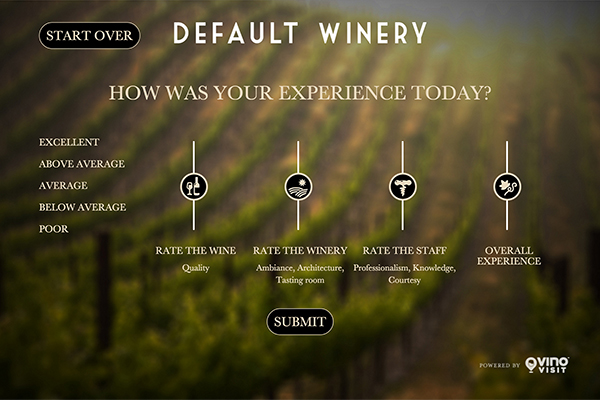 START OVER
DEFAULT WINERY
HOW WAS YOUR EXPERIENCE TODAY?
EXCELLENT
ABOVE AVERAGE
AVERAGE
BELOW AVERAGE
POOR
RATE THE WINE
Quality
RATE THE WINERY
Ambiance, Architecture,
Tasting room
RATE THE STAFF
Professionalism, Knowledge,
Courtesy
OVERALL
EXPERIENCE
SUBMIT
POWERED BY vino
VISIT